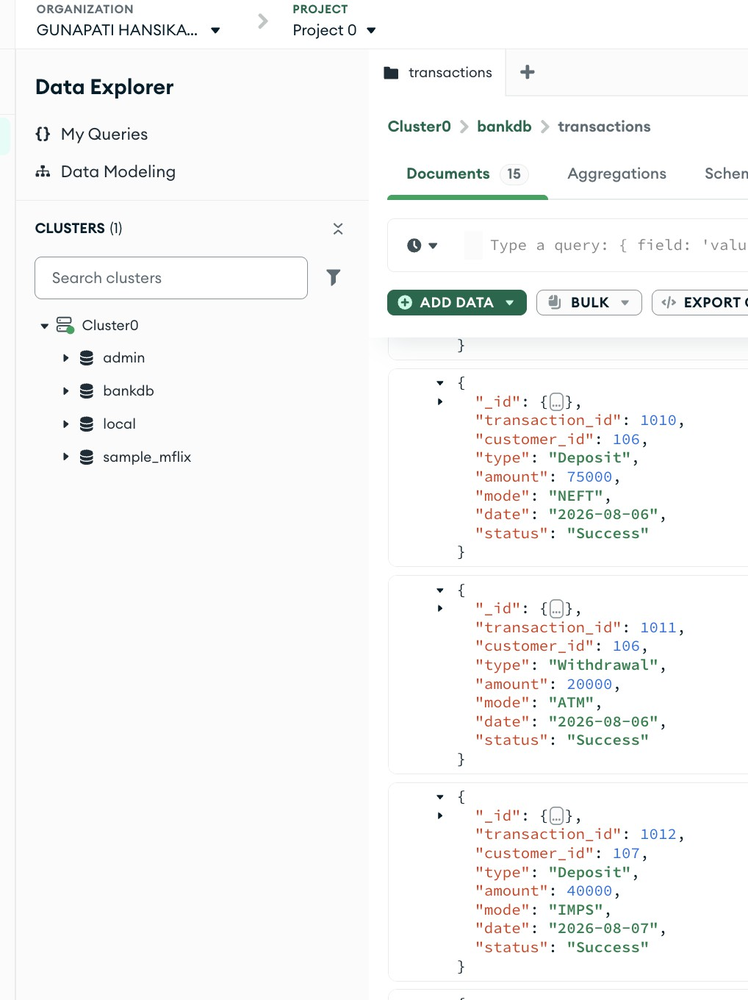 ORGANIZATION
GUNAPATI HANSIKA...
PROJECT
Project 0
Data Explorer
My Queries
Data Modeling
CLUSTERS (1)
Search clusters
Cluster0
admin
bankdb
local
sample_mflix
transactions
Cluster0 > bankdb > transactions
Documents 15 Aggregations Schem
Type a query: { field: 'valu
ADD DATA BULK </> EXPORT
}
{
"_id": {...},
"transaction_id": 1010,
"customer_id": 106,
"type": "Deposit",
"amount": 75000,
"mode": "NEFT",
"date": "2026-08-06",
"status": "Success"
}
{
"_id": {...},
"transaction_id": 1011,
"customer_id": 106,
"type": "Withdrawal",
"amount": 20000,
"mode": "ATM",
"date": "2026-08-06",
"status": "Success"
}
{
"_id": {...},
"transaction_id": 1012,
"customer_id": 107,
"type": "Deposit",
"amount": 40000,
"mode": "IMPS",
"date": "2026-08-07",
"status": "Success"
}